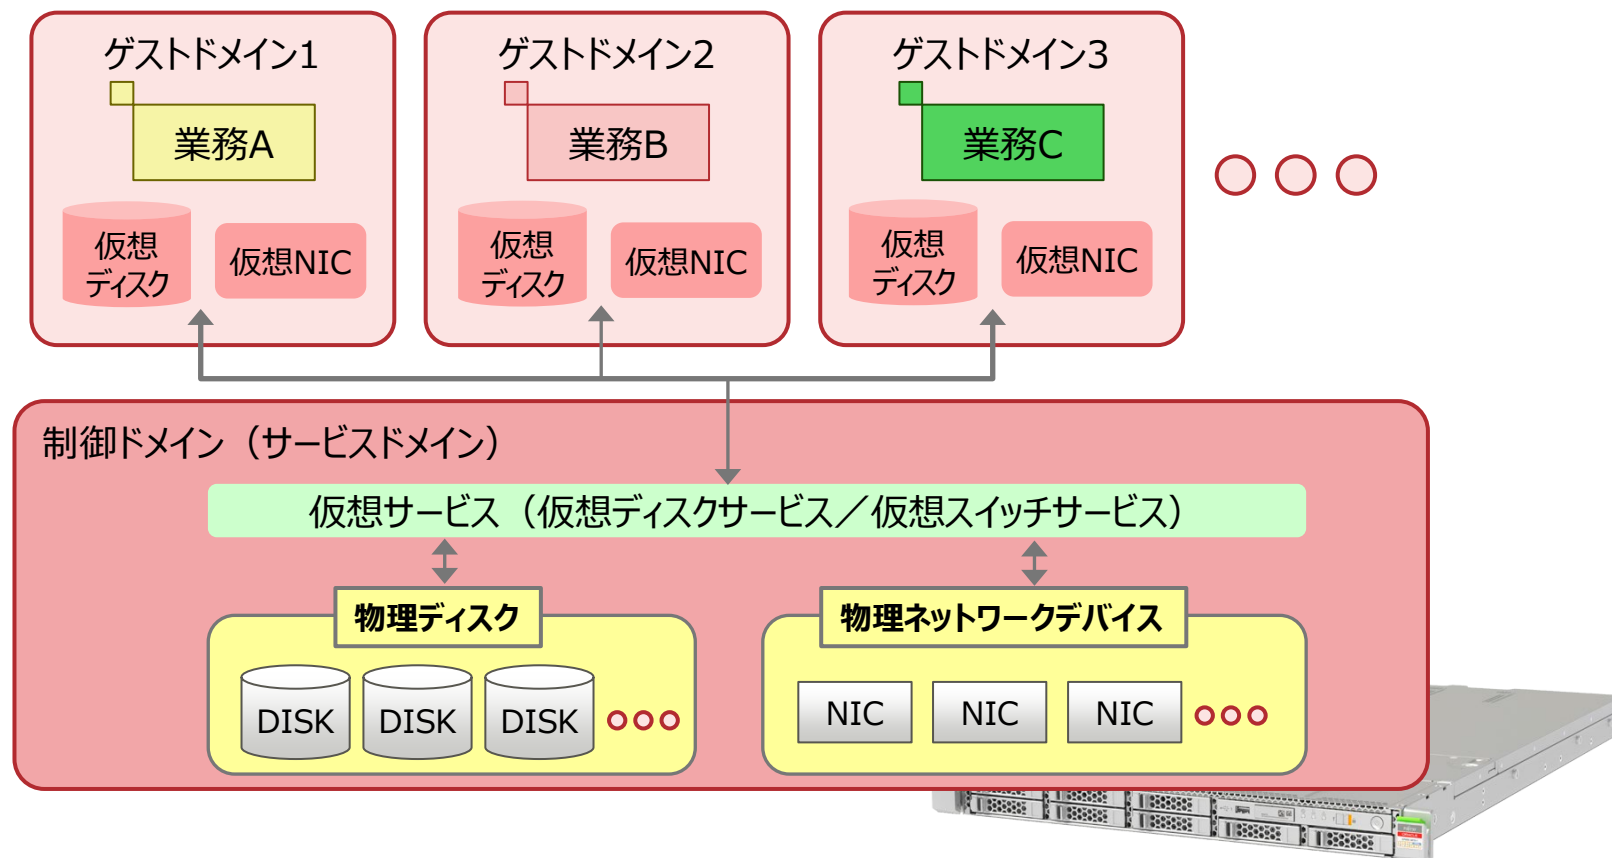 ゲストドメイン1
ゲストドメイン2
ゲストドメイン3
業務A
業務B
業務C
仮想
ディスク
仮想NIC
仮想
ディスク
仮想NIC
仮想
ディスク
仮想NIC
制御ドメイン（サービスドメイン）
仮想サービス（仮想ディスクサービス／仮想スイッチサービス）
物理ディスク
物理ネットワークデバイス
DISK
DISK
DISK
NIC
NIC
NIC